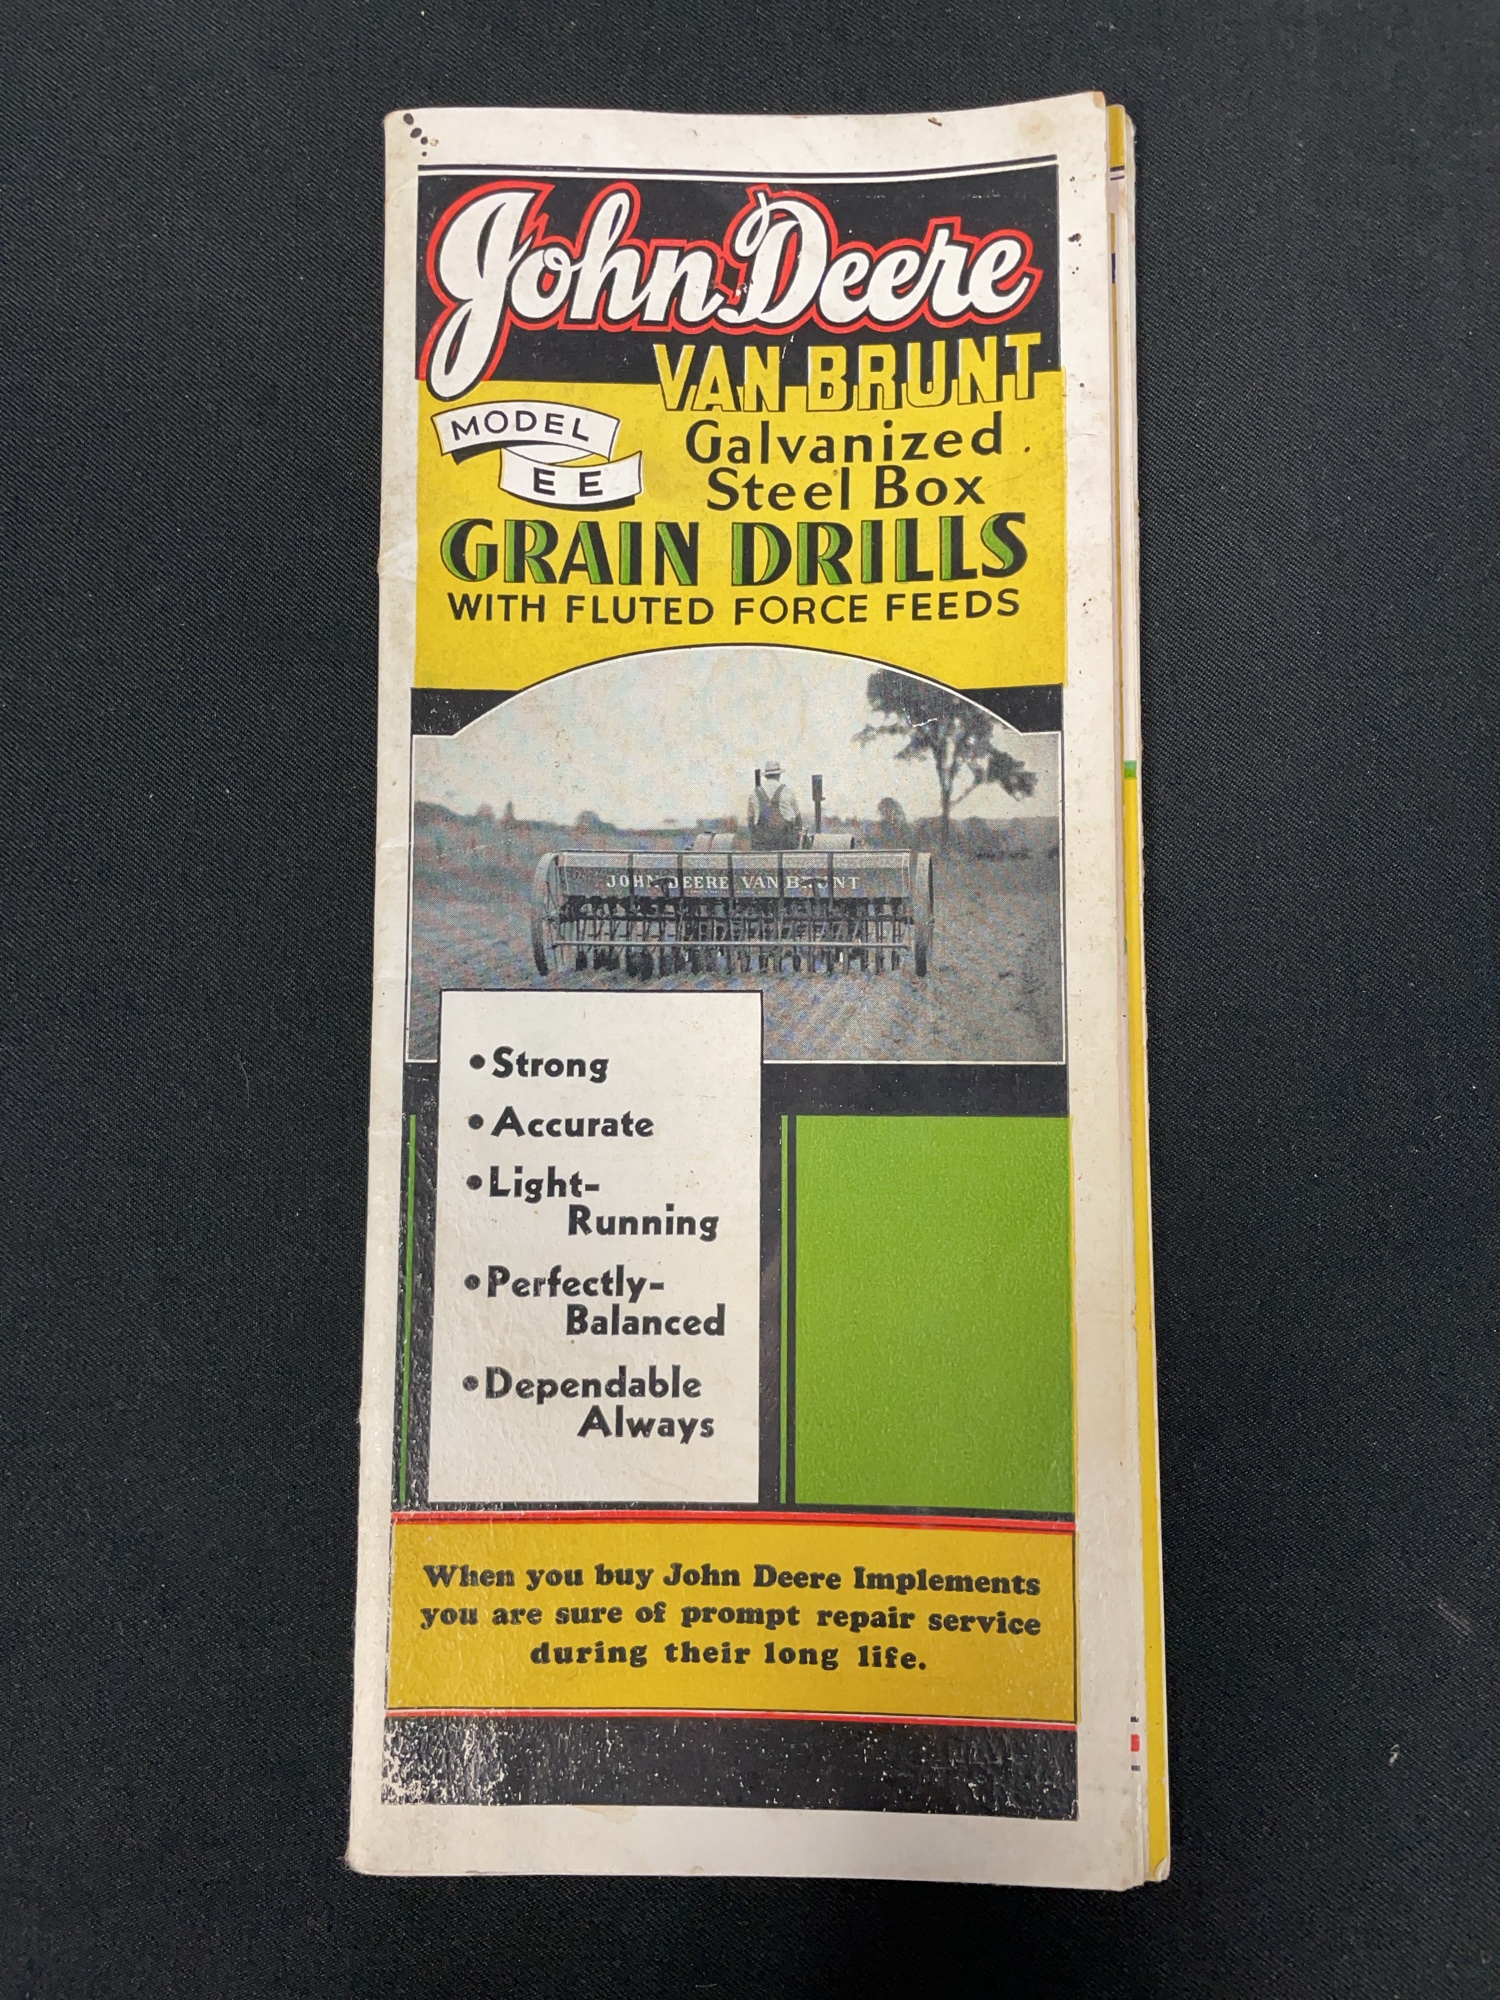 John Deere
VAN BRUNT
MODEL
EE
Galvanized
Steel Box
GRAIN DRILLS
WITH FLUTED FORCE FEEDS
JOHN DEERE VAN BRUNT
•Strong
•Accurate
•Light-
Running
•Perfectly-
Balanced
•Dependable
Always
When you buy John Deere Implements
you are sure of prompt repair service
during their long life.